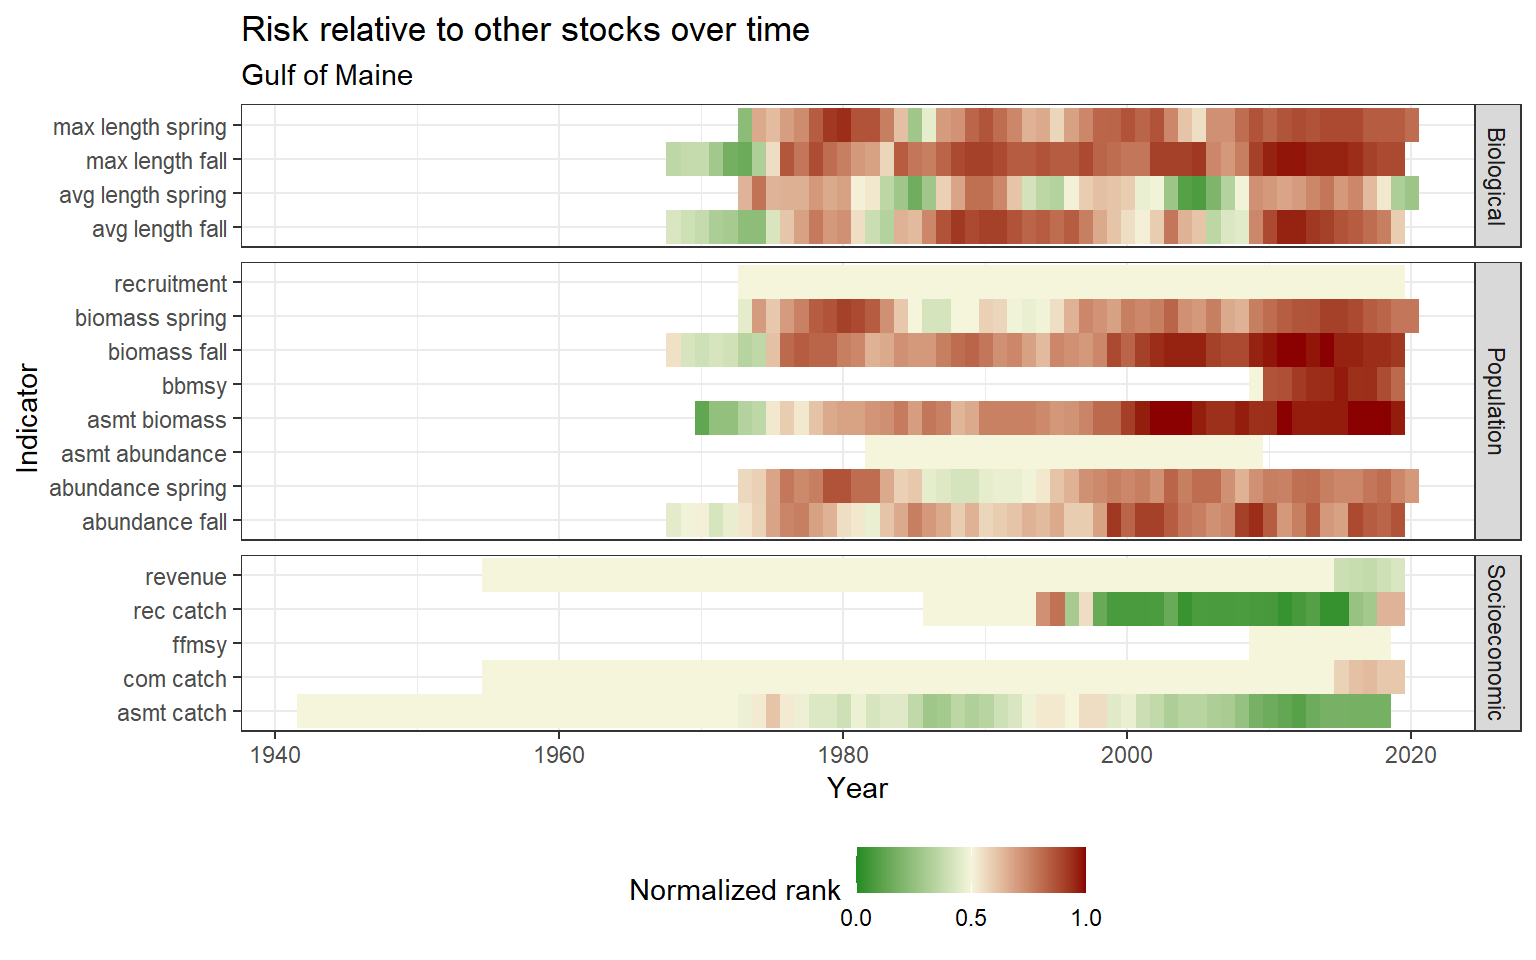 Risk relative to other stocks over time
Gulf of Maine
Indicator
max length spring
max length fall
avg length spring
avg length fall
Biological
recruitment
biomass spring
biomass fall
bbmsy
asmt biomass
asmt abundance
abundance spring
abundance fall
Population
revenue
rec catch
ffmsy
com catch
asmt catch
Socioeconomic
1940 1960 1980 2000 2020
Year
Normalized rank
0.0 0.5 1.0